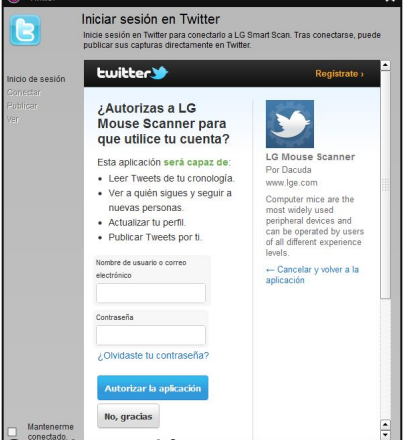 Iniciar sesión en Twitter
Inicie sesión en Twitter para conectarlo a LG Smart Scan. Tras conectarse, puede
publicar sus capturas directamente en Twitter.
Inicio de sesión
Conectar
Publicar
Ver
twitter
Regístrate ›
¿Autorizas a LG
Mouse Scanner para
que utilice tu cuenta?
Esta aplicación será capaz de:
• Leer Tweets de tu cronología.
• Ver a quién sigues y seguir a
nuevas personas.
• Actualizar tu perfil.
• Publicar Tweets por ti.
Nombre de usuario o correo
electrónico
Contraseña
¿Olvidaste tu contraseña?
Autorizar la aplicación
No, gracias
LG Mouse Scanner
Por Dacuda
www.lge.com
Computer mice are the
most widely used
peripheral devices and
can be operated by users
of all different experience
levels.
← Cancelar y volver a la
aplicación
Mantenerme
conectado.